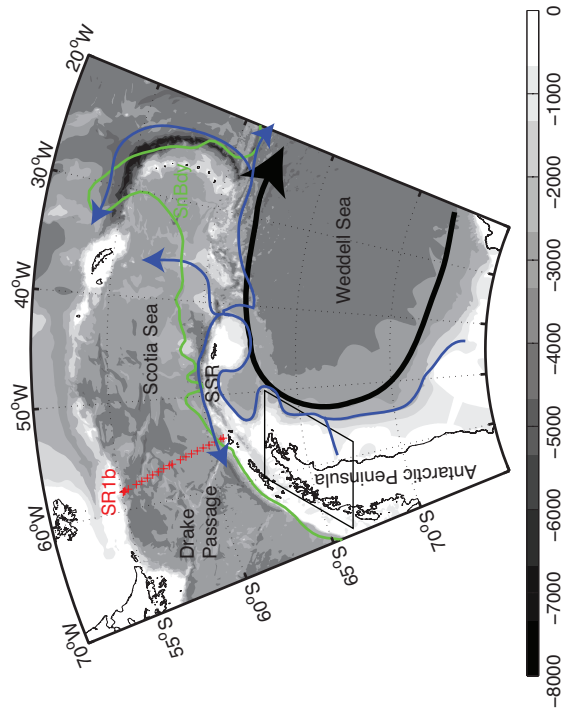 20°W
30°W
40°W
50°W
60°W
70°W
55°S
60°S
65°S
70°S
SR1b
Drake
Passage
Scotia Sea
SSR
SnBdy
Weddell Sea
Antarctic Peninsula
0
−1000
−2000
−3000
−4000
−5000
−6000
−7000
−8000